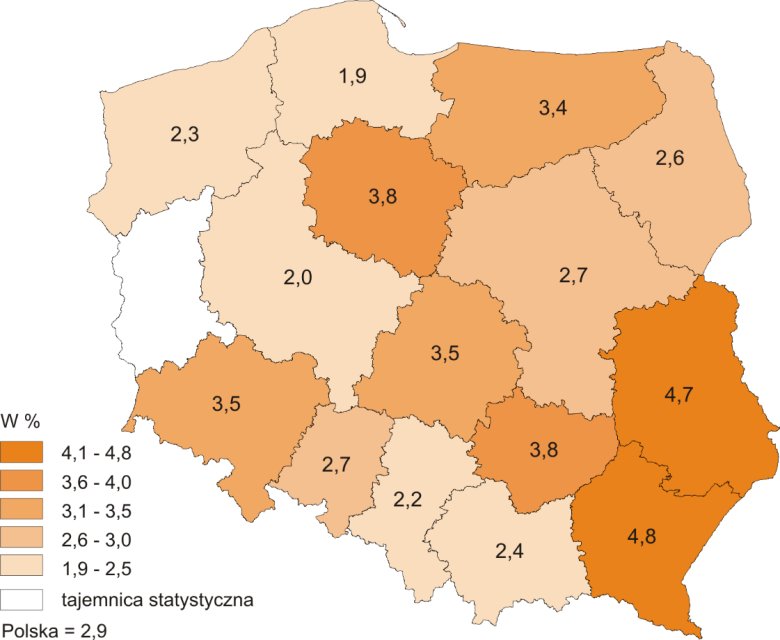 1,9
3,4
2,3
2,6
3,8
2,0
2,7
3,5
4,7
3,5
3,8
2,7
2,2
4,8
2,4
W %
4,1 - 4,8
3,6 - 4,0
3,1 - 3,5
2,6 - 3,0
1,9 - 2,5
tajemnica statystyczna
Polska = 2,9